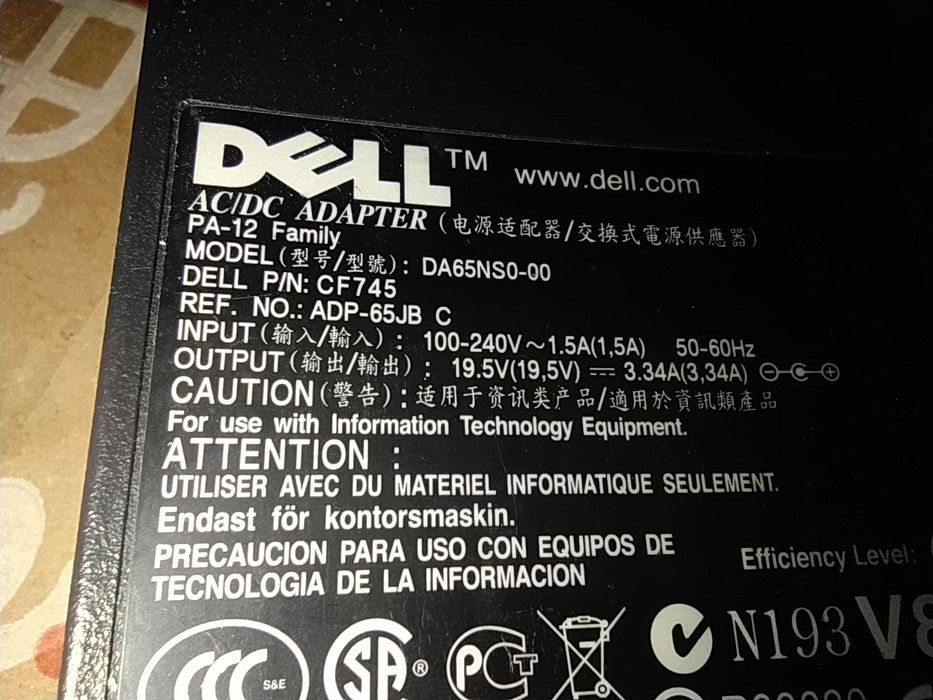 DELL™ www.dell.com
AC/DC ADAPTER (电源适配器/交換式電源供應器)
PA-12 Family
MODEL(型号/型號): DA65NS0-00
DELL P/N: CF745
REF. NO.: ADP-65JB C
INPUT(输入/輸入): 100-240V～1.5A(1,5A) 50-60Hz
OUTPUT(输出/輸出): 19.5V(19,5V) ⎓ 3.34A(3,34A)
CAUTION(警告):适用于资讯类产品/適用於資訊類產品
For use with Information Technology Equipment.
ATTENTION :
UTILISER AVEC DU MATERIEL INFORMATIQUE SEULEMENT.
Endast för kontorsmaskin.
PRECAUCION PARA USO CON EQUIPOS DE
TECNOLOGIA DE LA INFORMACION
Efficiency Level:
CCC S&E SA® PCT N193